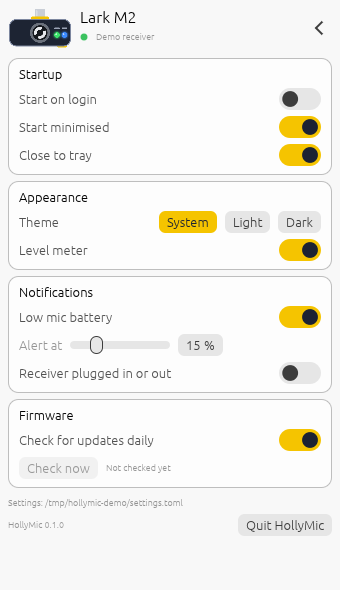 Lark M2
Demo receiver
Startup
Start on login
Start minimised
Close to tray
Appearance
Theme System Light Dark
Level meter
Notifications
Low mic battery
Alert at 15 %
Receiver plugged in or out
Firmware
Check for updates daily
Check now Not checked yet
Settings: /tmp/hollymic-demo/settings.toml
HollyMic 0.1.0 Quit HollyMic